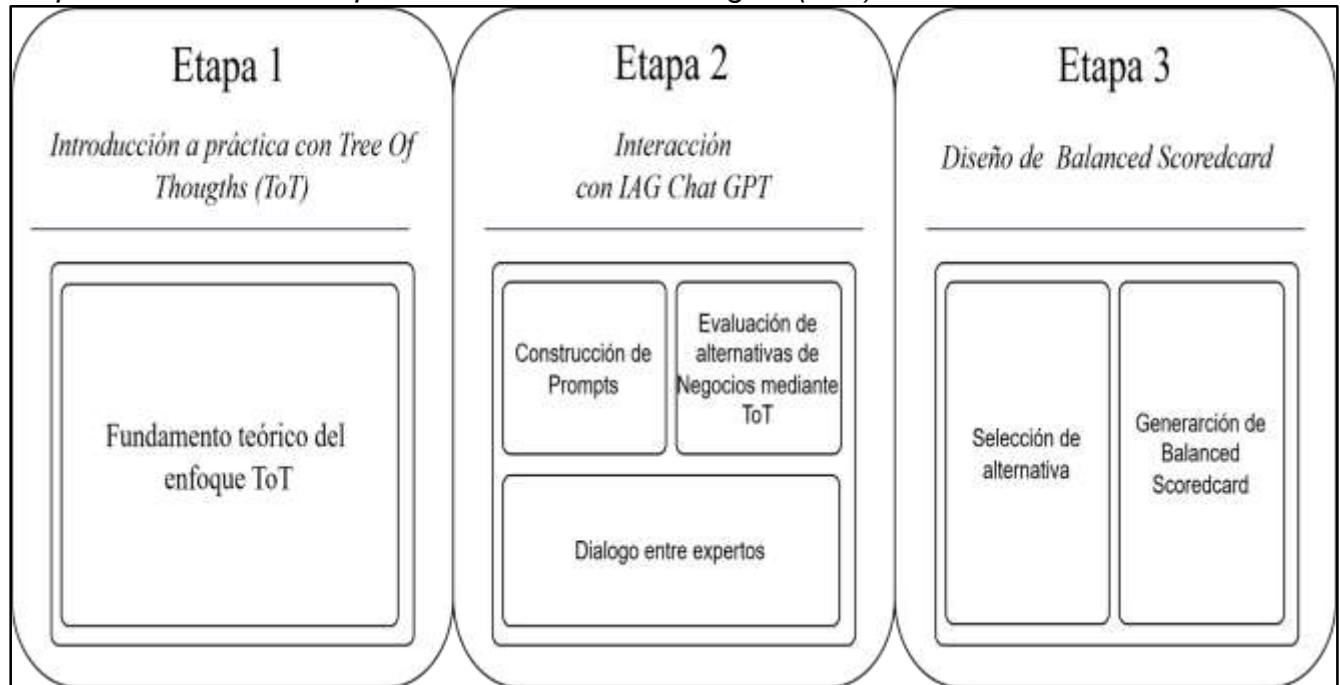 Etapa 1
Introducción a práctica con Tree Of
Thougths (ToT)
Fundamento teórico del
enfoque ToT
Etapa 2
Interacción
con IAG Chat GPT
Construcción de
Prompts
Evaluación de
alternativas de
Negocios mediante
ToT
Dialogo entre expertos
Etapa 3
Diseño de Balanced Scoredcard
Selección de
alternativa
Generarción de
Balanced
Scoredcard